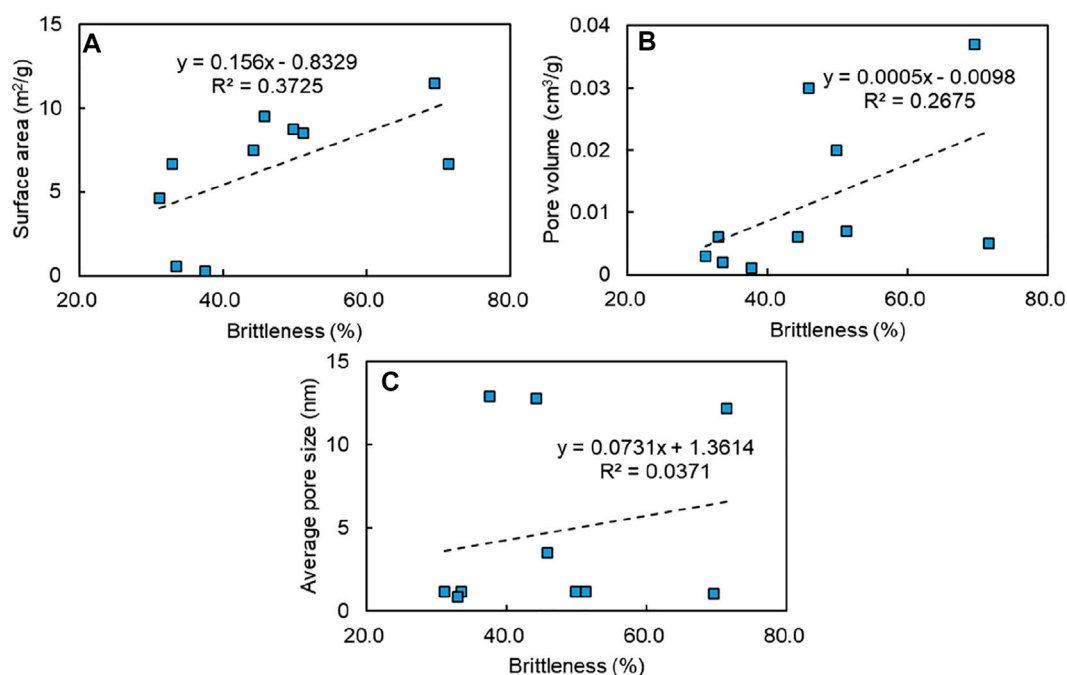 A
y = 0.156x - 0.8329
R² = 0.3725
Surface area (m²/g)
15
10
5
0
20.0 40.0 60.0 80.0
Brittleness (%)
B
y = 0.0005x - 0.0098
R² = 0.2675
Pore volume (cm³/g)
0.04
0.03
0.02
0.01
0
20.0 40.0 60.0 80.0
Brittleness (%)
C
y = 0.0731x + 1.3614
R² = 0.0371
Average pore size (nm)
15
10
5
0
20.0 40.0 60.0 80.0
Brittleness (%)